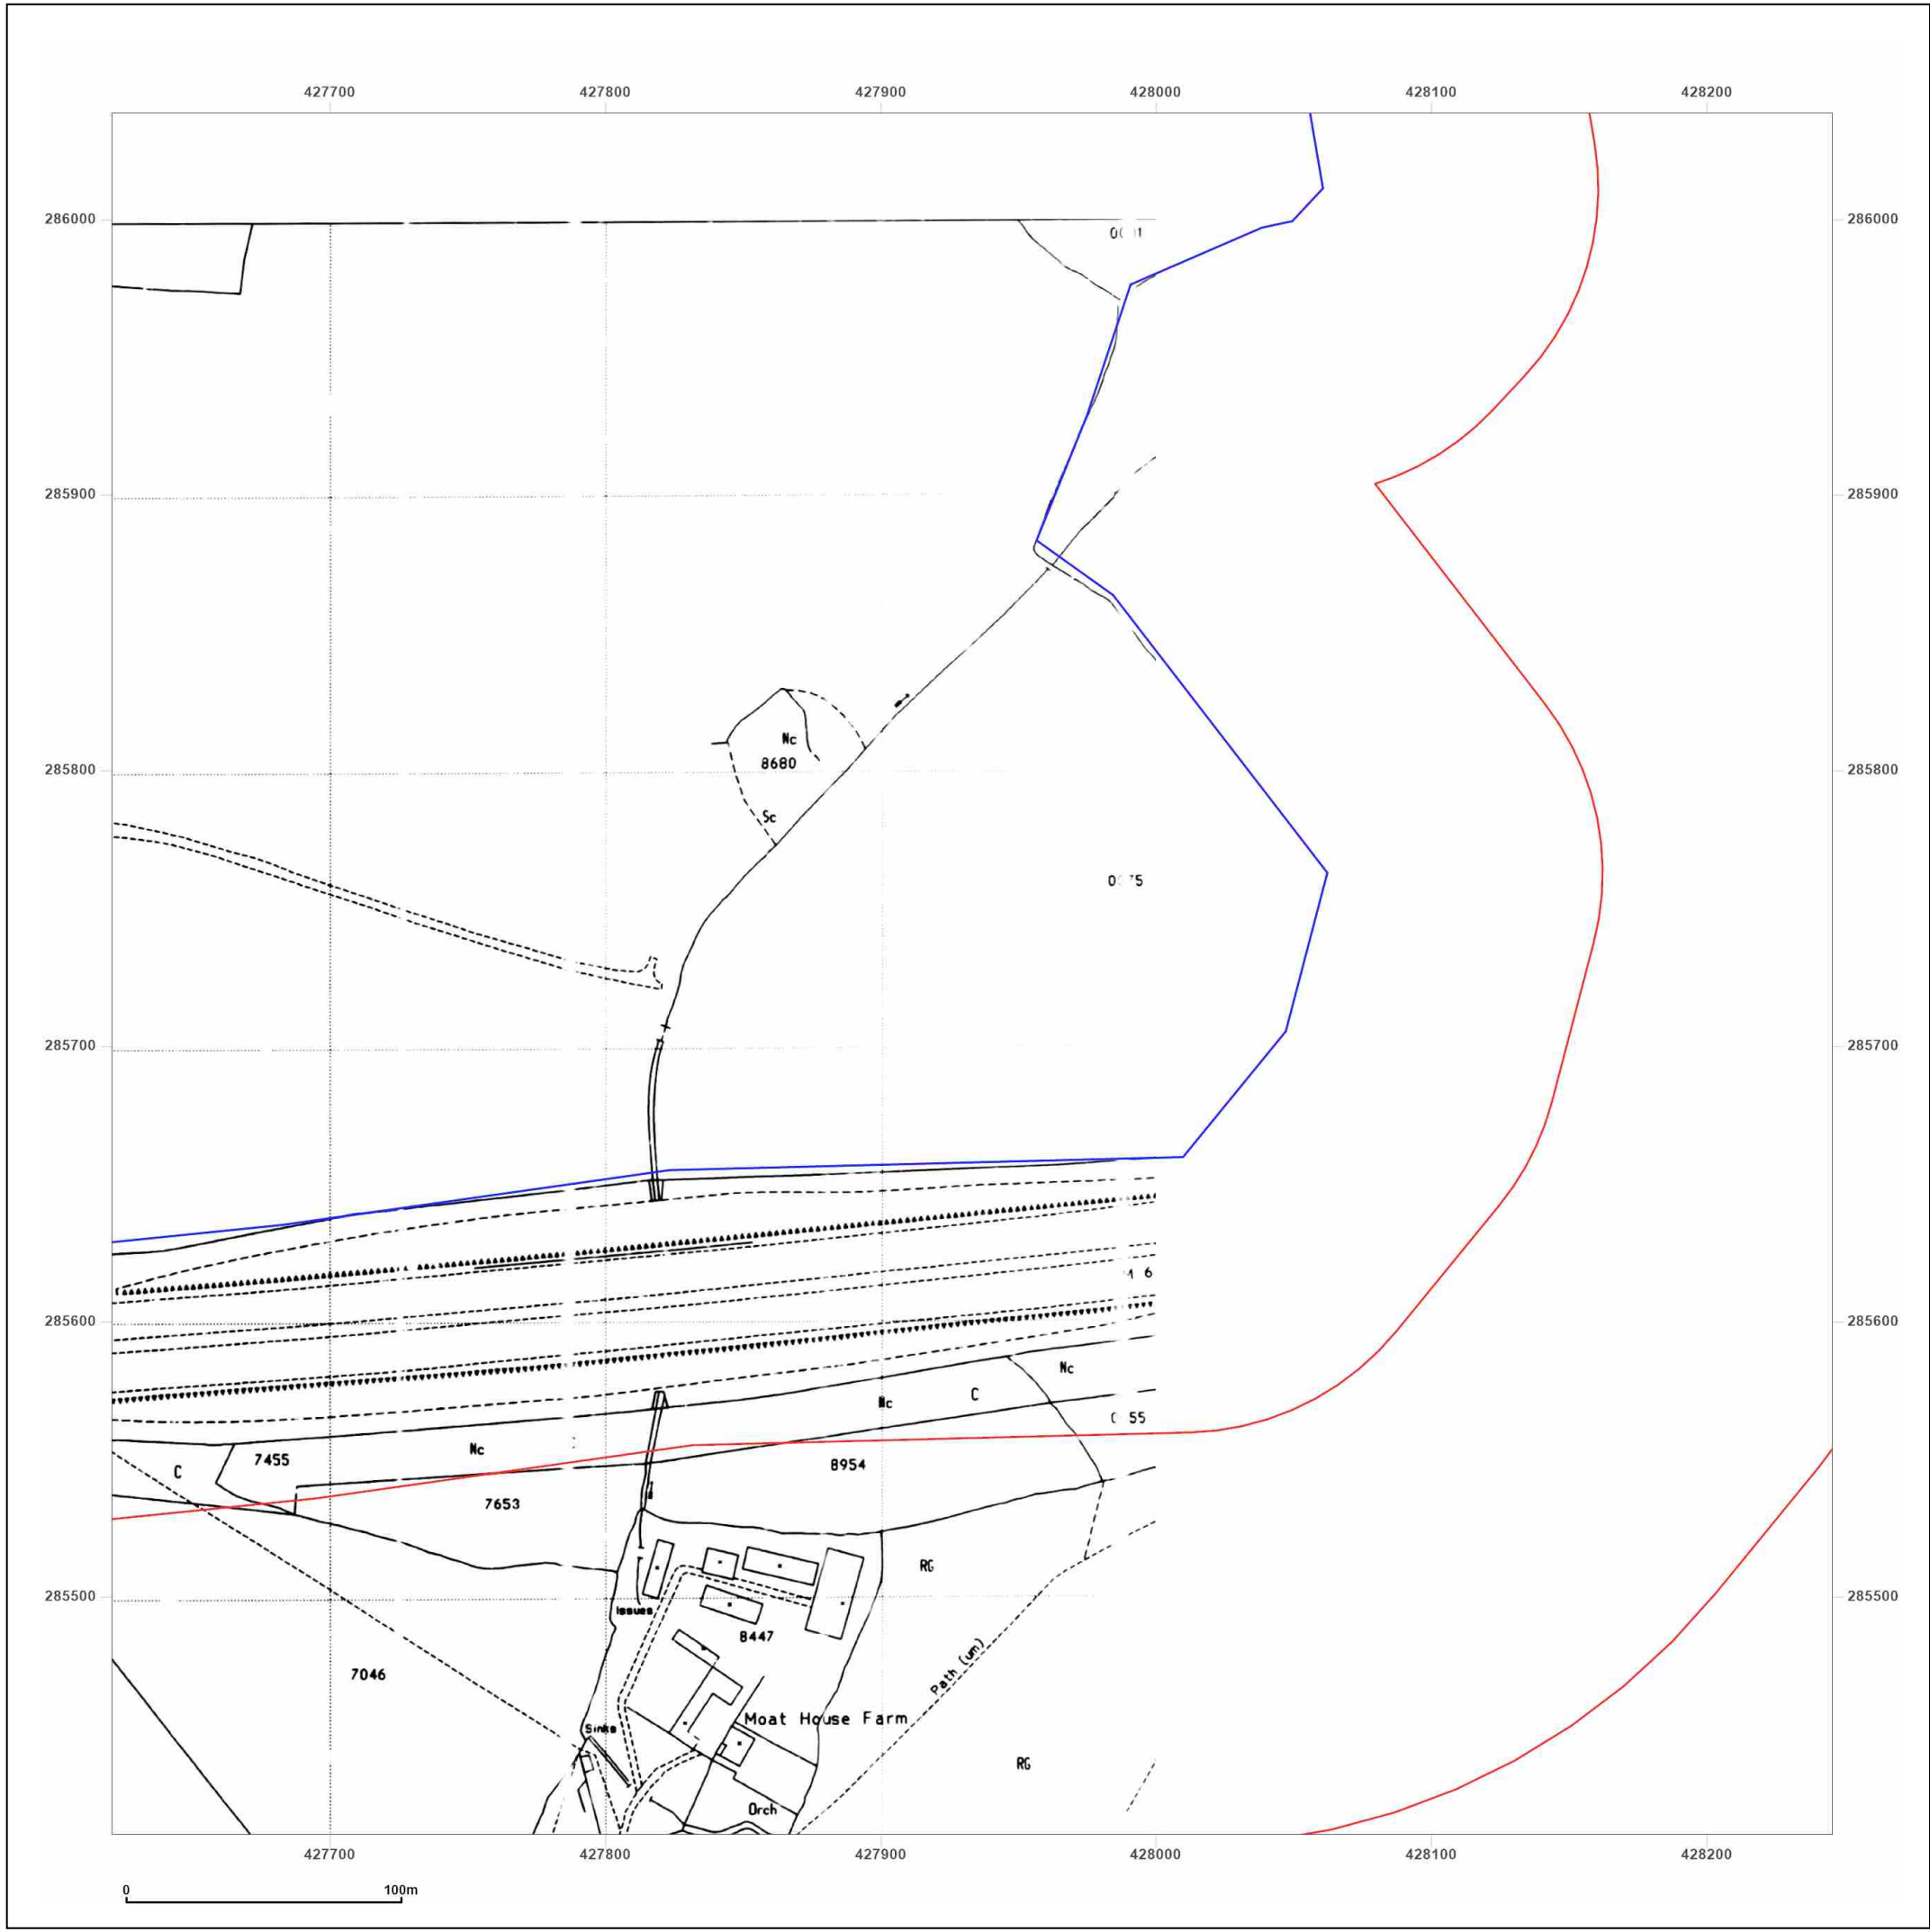 427700 427800 427900 428000 428100 428200
286000 286000
285900 285900
Nc
8680
285800 285800
Sc
285700 285700
6
285600 285600
Nc
Nc C
55
7455 Nc
C 8954
7653
RG
285500 285500
Issues
8447
7046
Path (um)
Sinks Moat House Farm
RG
Orch
427700 427800 427900 428000 428100 428200
0 100m